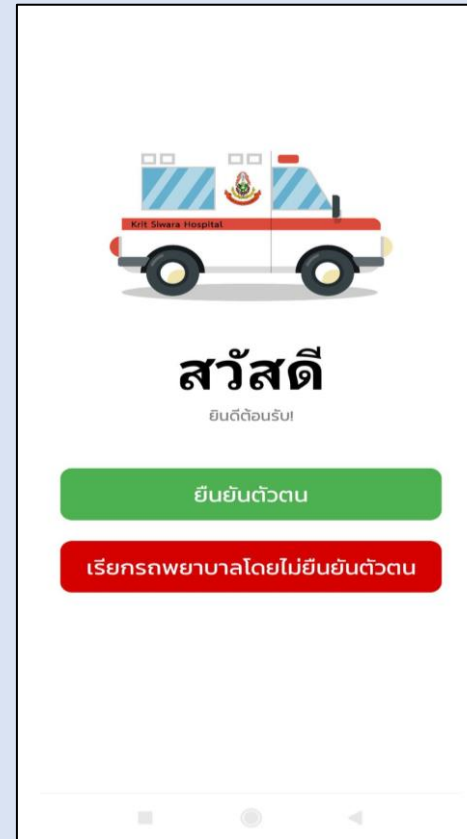 Krit Siwara Hospital
สวัสดี
ยินดีต้อนรับ!
ยืนยันตัวตน
เรียกรถพยาบาลโดยไม่ยืนยันตัวตน